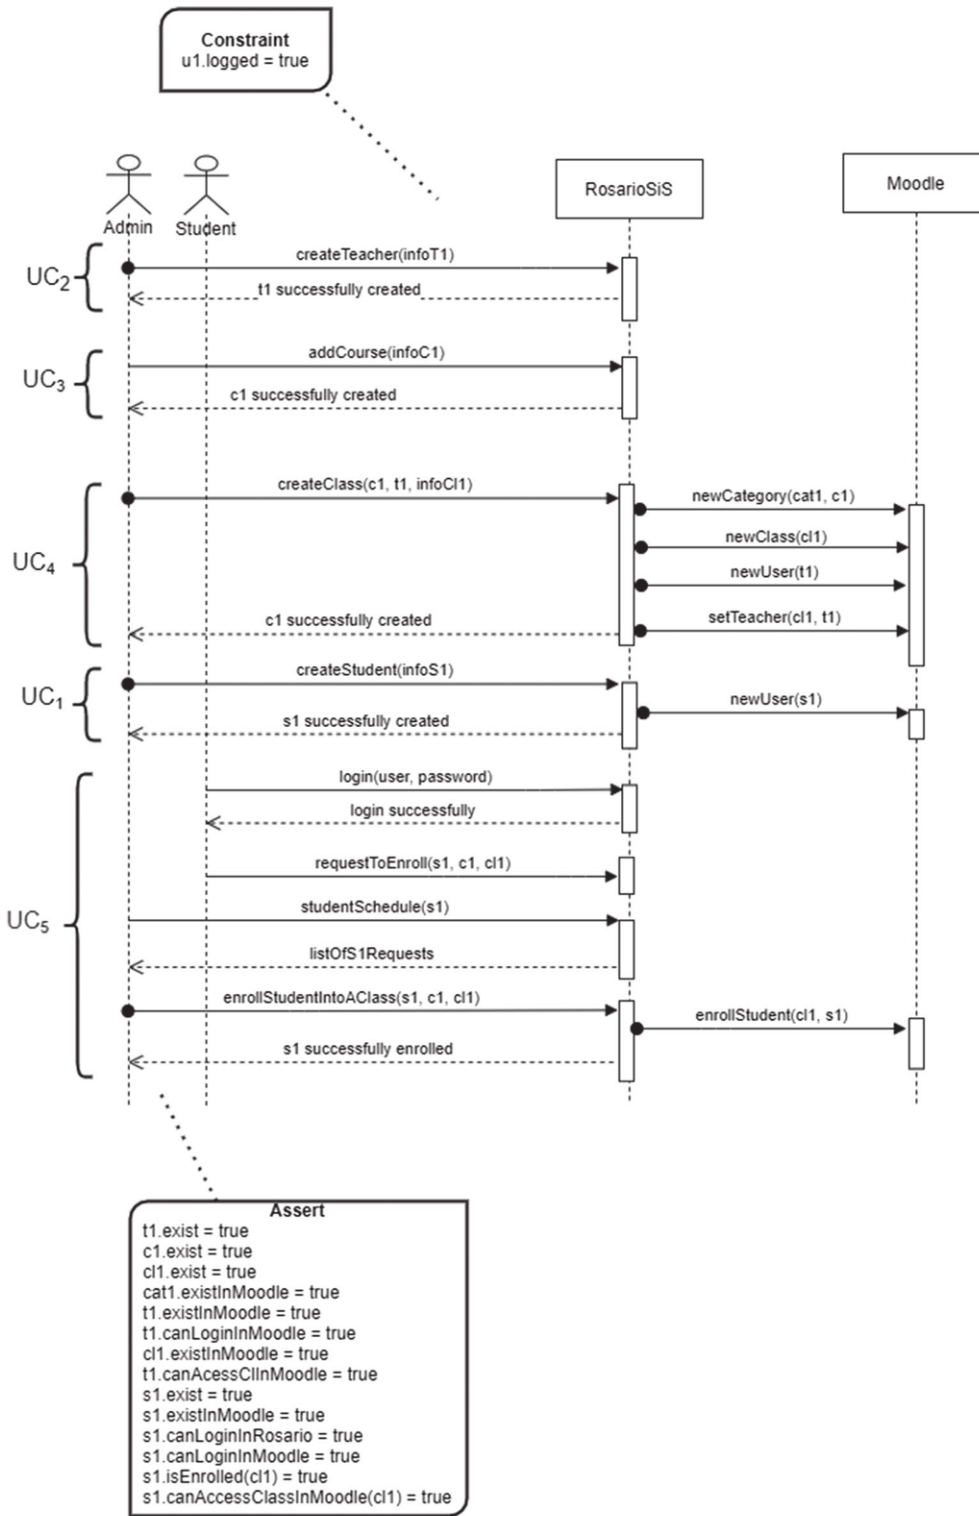 Constraint
u1.logged = true
RosarioSiS
Moodle
Admin
Student
UC2
createTeacher(infoT1)
t1 successfully created
UC3
addCourse(infoC1)
c1 successfully created
UC4
createClass(c1, t1, infoCl1)
newCategory(cat1, c1)
newClass(cl1)
newUser(t1)
setTeacher(cl1, t1)
c1 successfully created
UC1
createStudent(infoS1)
newUser(s1)
s1 successfully created
UC5
login(user, password)
login successfully
requestToEnroll(s1, c1, cl1)
studentSchedule(s1)
listOfS1Requests
enrollStudentIntoAClass(s1, c1, cl1)
enrollStudent(cl1, s1)
s1 successfully enrolled
Assert
t1.exist = true
c1.exist = true
cl1.exist = true
cat1.existInMoodle = true
t1.existInMoodle = true
t1.canLoginInMoodle = true
cl1.existInMoodle = true
t1.canAcessClInMoodle = true
s1.exist = true
s1.existInMoodle = true
s1.canLoginInRosario = true
s1.canLoginInMoodle = true
s1.isEnrolled(cl1) = true
s1.canAccessClassInMoodle(cl1) = true